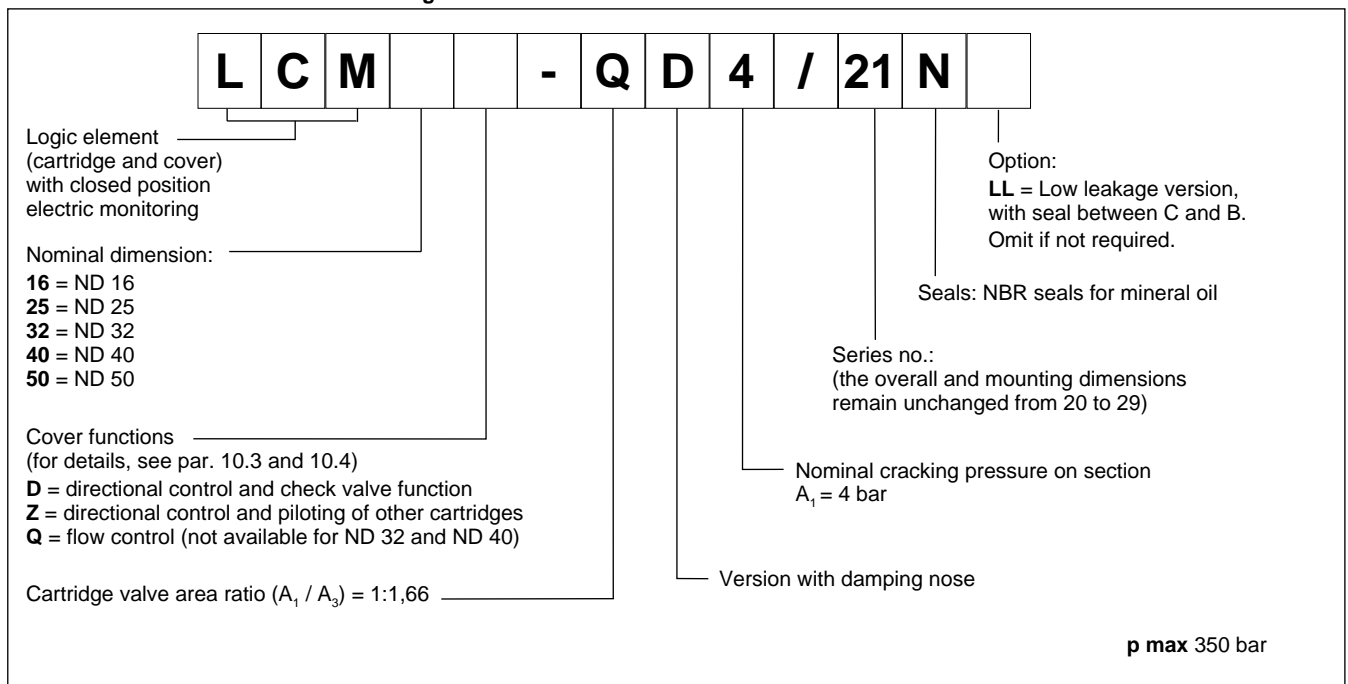 L C M - Q D 4 / 21 N
Logic element
(cartridge and cover)
with closed position
electric monitoring
Nominal dimension:
16 = ND 16
25 = ND 25
32 = ND 32
40 = ND 40
50 = ND 50
Cover functions
(for details, see par. 10.3 and 10.4)
D = directional control and check valve function
Z = directional control and piloting of other cartridges
Q = flow control (not available for ND 32 and ND 40)
Cartridge valve area ratio (A₁ / A₃) = 1:1,66
Option:
LL = Low leakage version,
with seal between C and B.
Omit if not required.
Seals: NBR seals for mineral oil
Series no.:
(the overall and mounting dimensions
remain unchanged from 20 to 29)
Nominal cracking pressure on section
A₁ = 4 bar
Version with damping nose
p max 350 bar